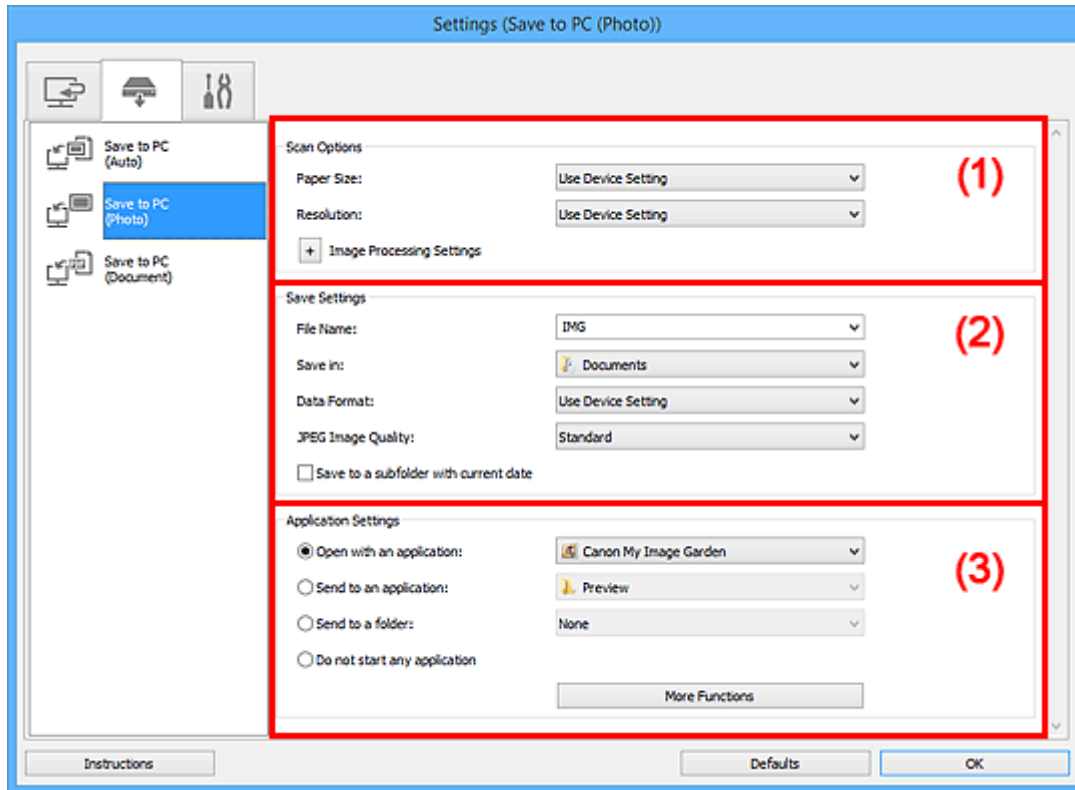 Settings (Save to PC (Photo))
Save to PC
(Auto)
Save to PC
(Photo)
Save to PC
(Document)
Scan Options
(1)
Paper Size: Use Device Setting
Resolution: Use Device Setting
+ Image Processing Settings
Save Settings
(2)
File Name: IMG
Save in: Documents
Data Format: Use Device Setting
JPEG Image Quality: Standard
Save to a subfolder with current date
Application Settings
(3)
Open with an application: Canon My Image Garden
Send to an application: Preview
Send to a folder: None
Do not start any application
More Functions
Instructions Defaults OK